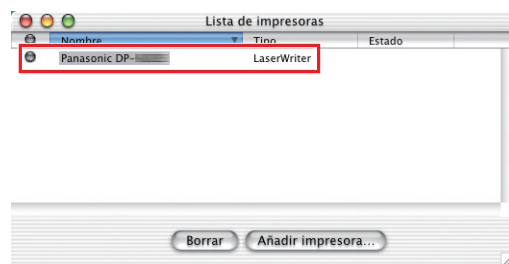 Lista de impresoras
Nombre Tipo Estado
Panasonic DP- LaserWriter
Borrar Añadir impresora...